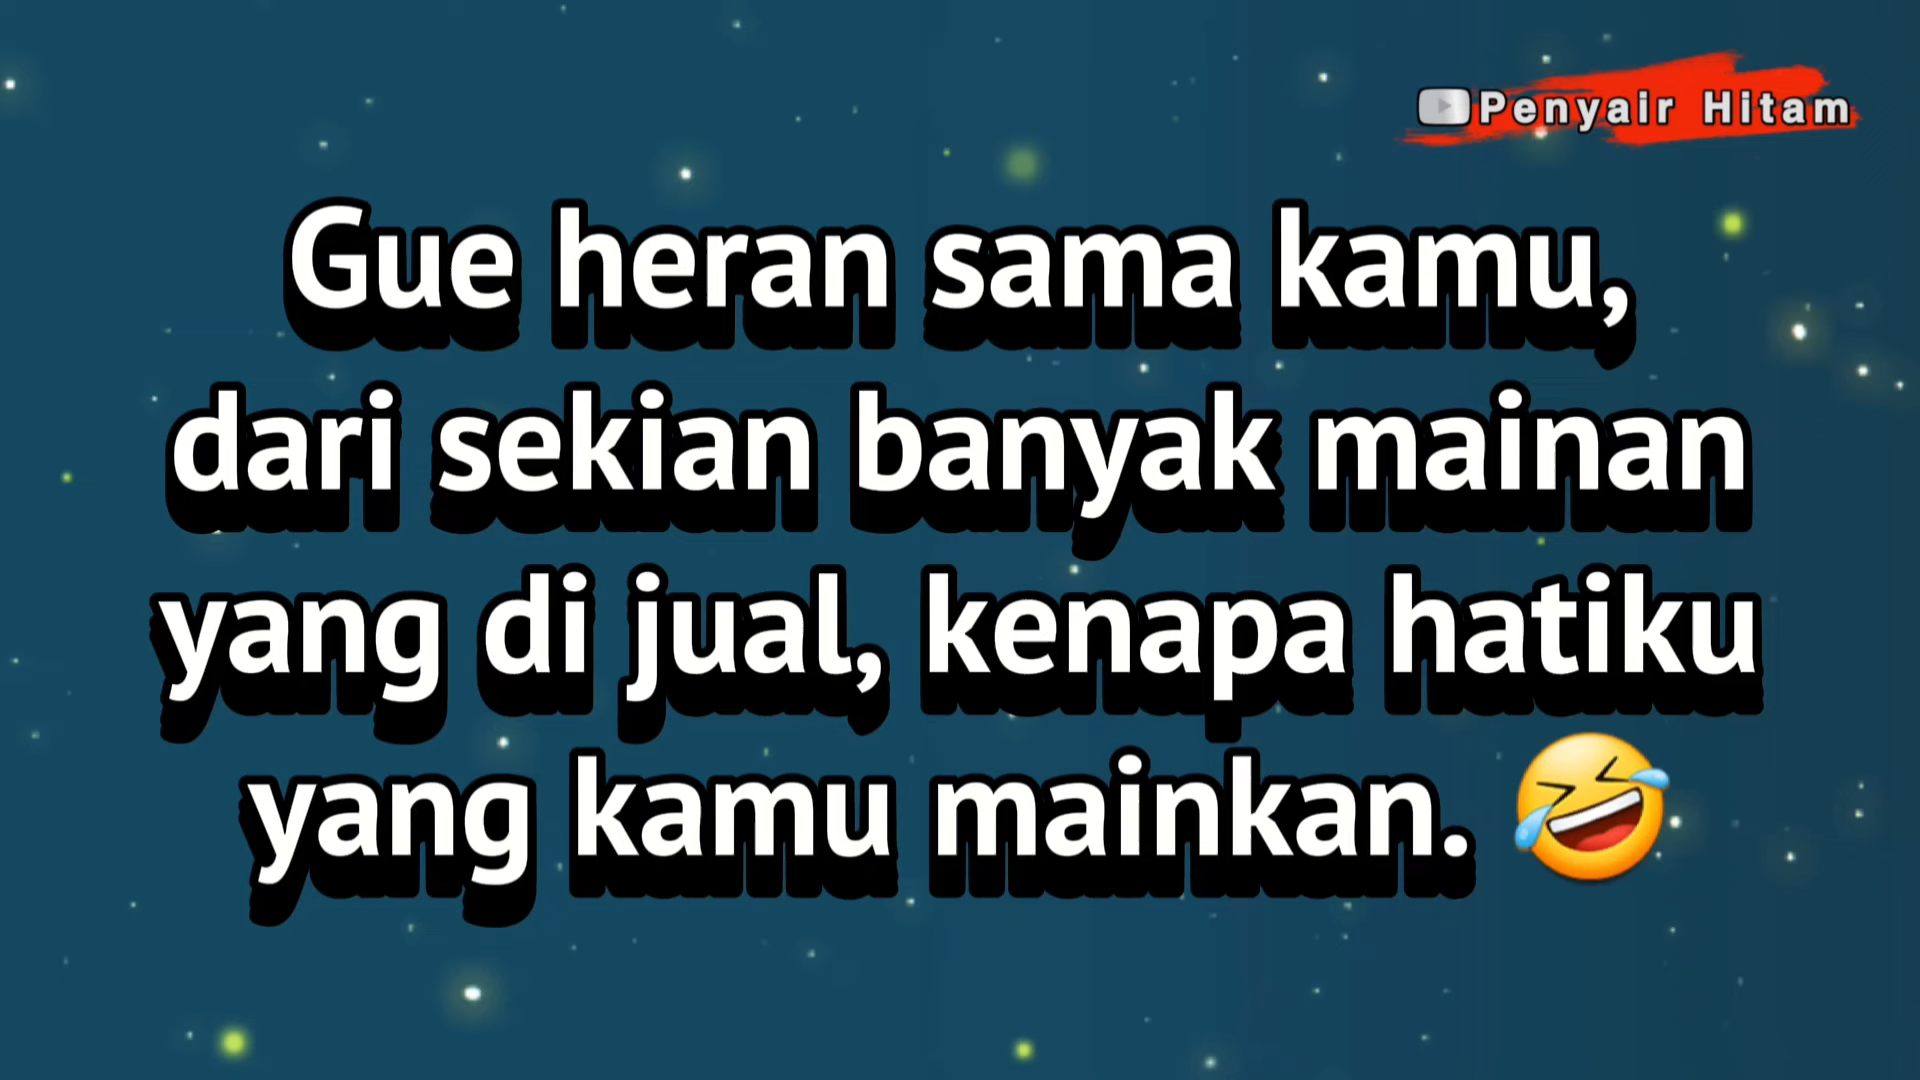 Penyair Hitam
Gue heran sama kamu,
dari sekian banyak mainan
yang di jual, kenapa hatiku
yang kamu mainkan. 🤣